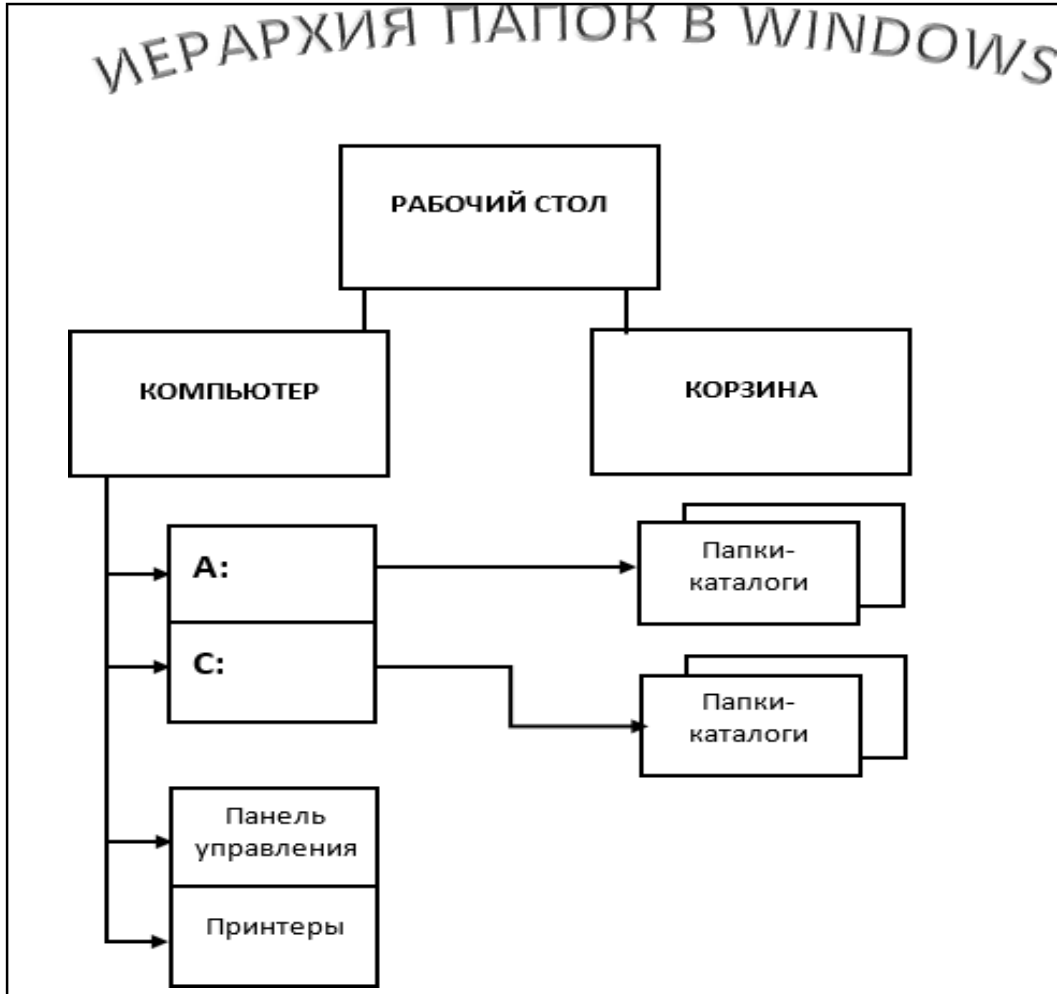 ИЕРАРХИЯ ПАПОК В WINDOWS
РАБОЧИЙ СТОЛ
КОМПЬЮТЕР
КОРЗИНА
А:
Папки-
каталоги
С:
Папки-
каталоги
Панель
управления
Принтеры